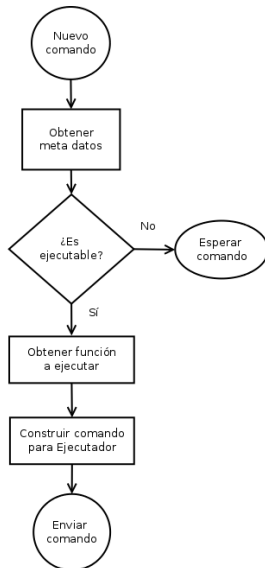 Nuevo
comando
Obtener
meta datos
¿Es
ejecutable?
No
Esperar
comando
Sí
Obtener función
a ejecutar
Construir comando
para Ejecutador
Enviar
comando